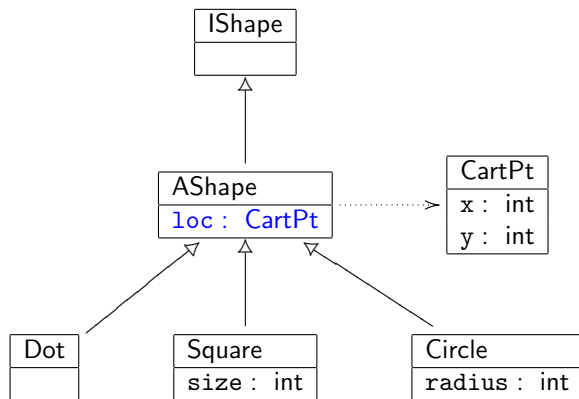 IShape
AShape
loc : CartPt
CartPt
x : int
y : int
Dot
Square
size : int
Circle
radius : int